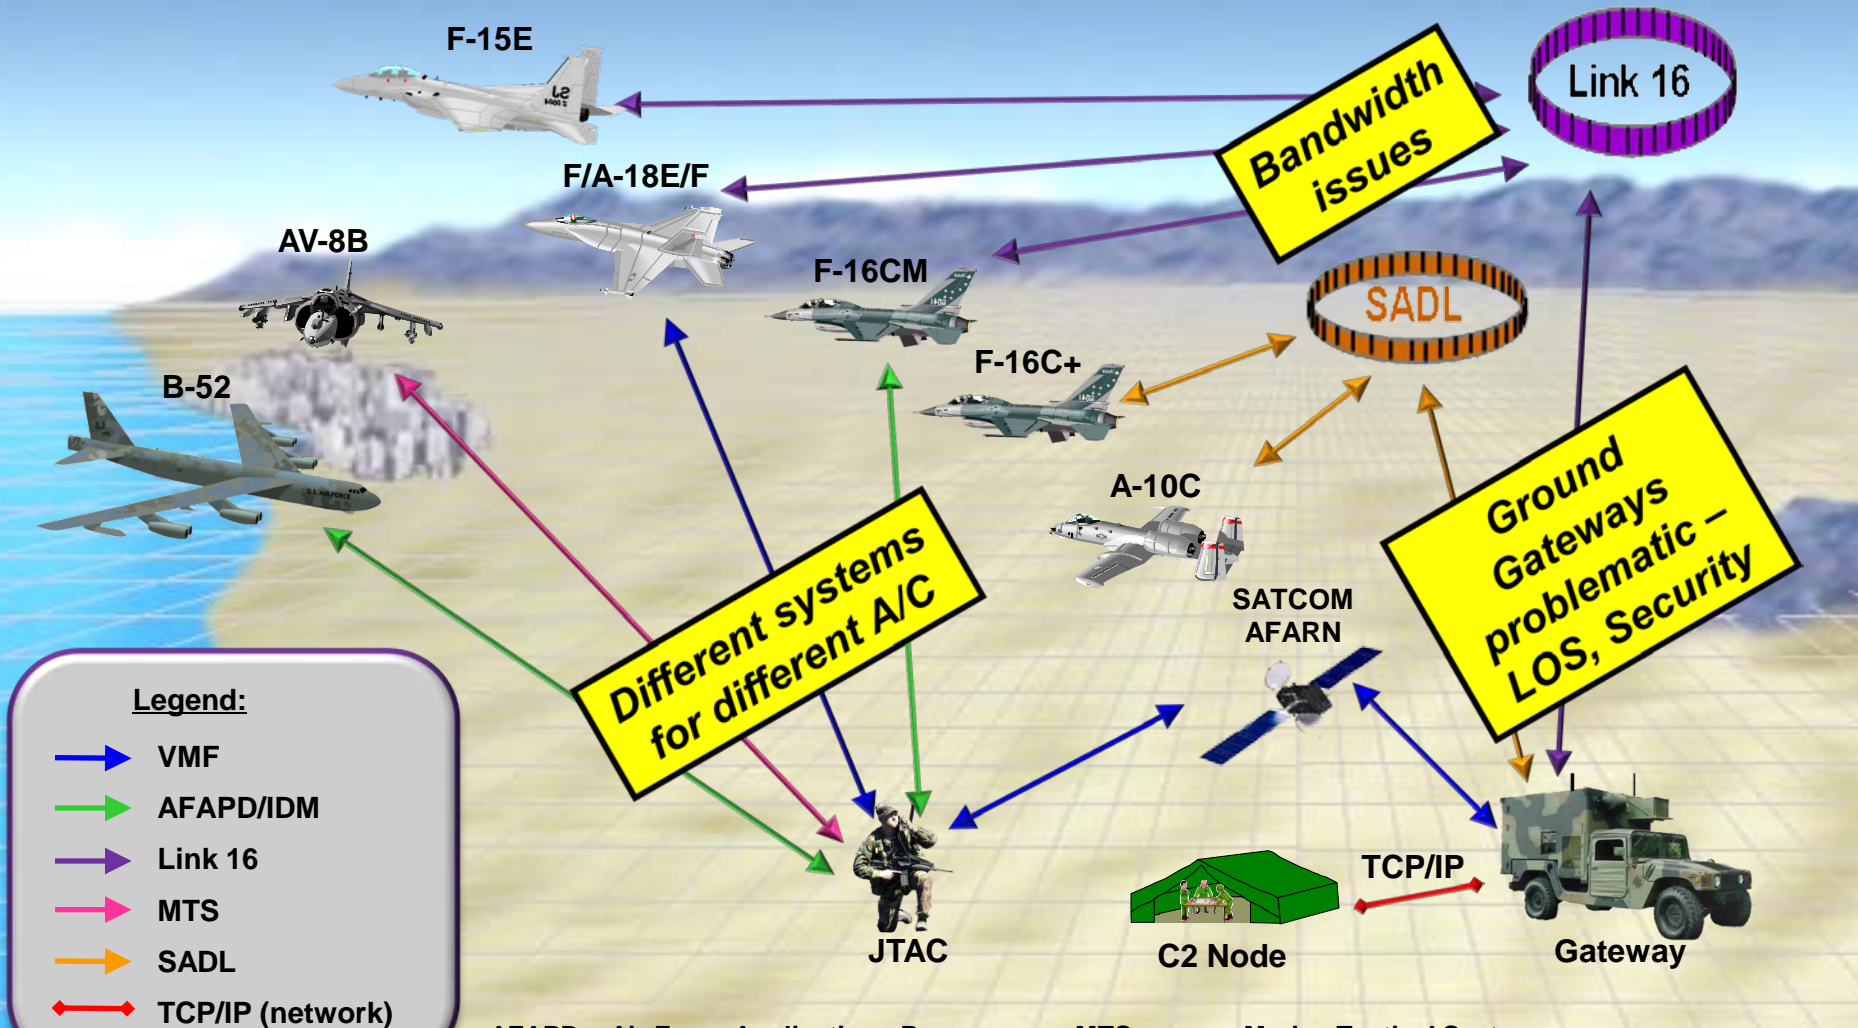 F-15E
Link 16
Bandwidth
issues
F/A-18E/F
AV-8B
F-16CM
SADL
F-16C+
B-52
A-10C
Ground
Gateways
problematic –
LOS, Security
Different systems
for different A/C
SATCOM
AFARN
Legend:
VMF
AFAPD/IDM
Link 16
MTS
SADL
TCP/IP (network)
TCP/IP
JTAC
C2 Node
Gateway
U.S. AIR FORCE